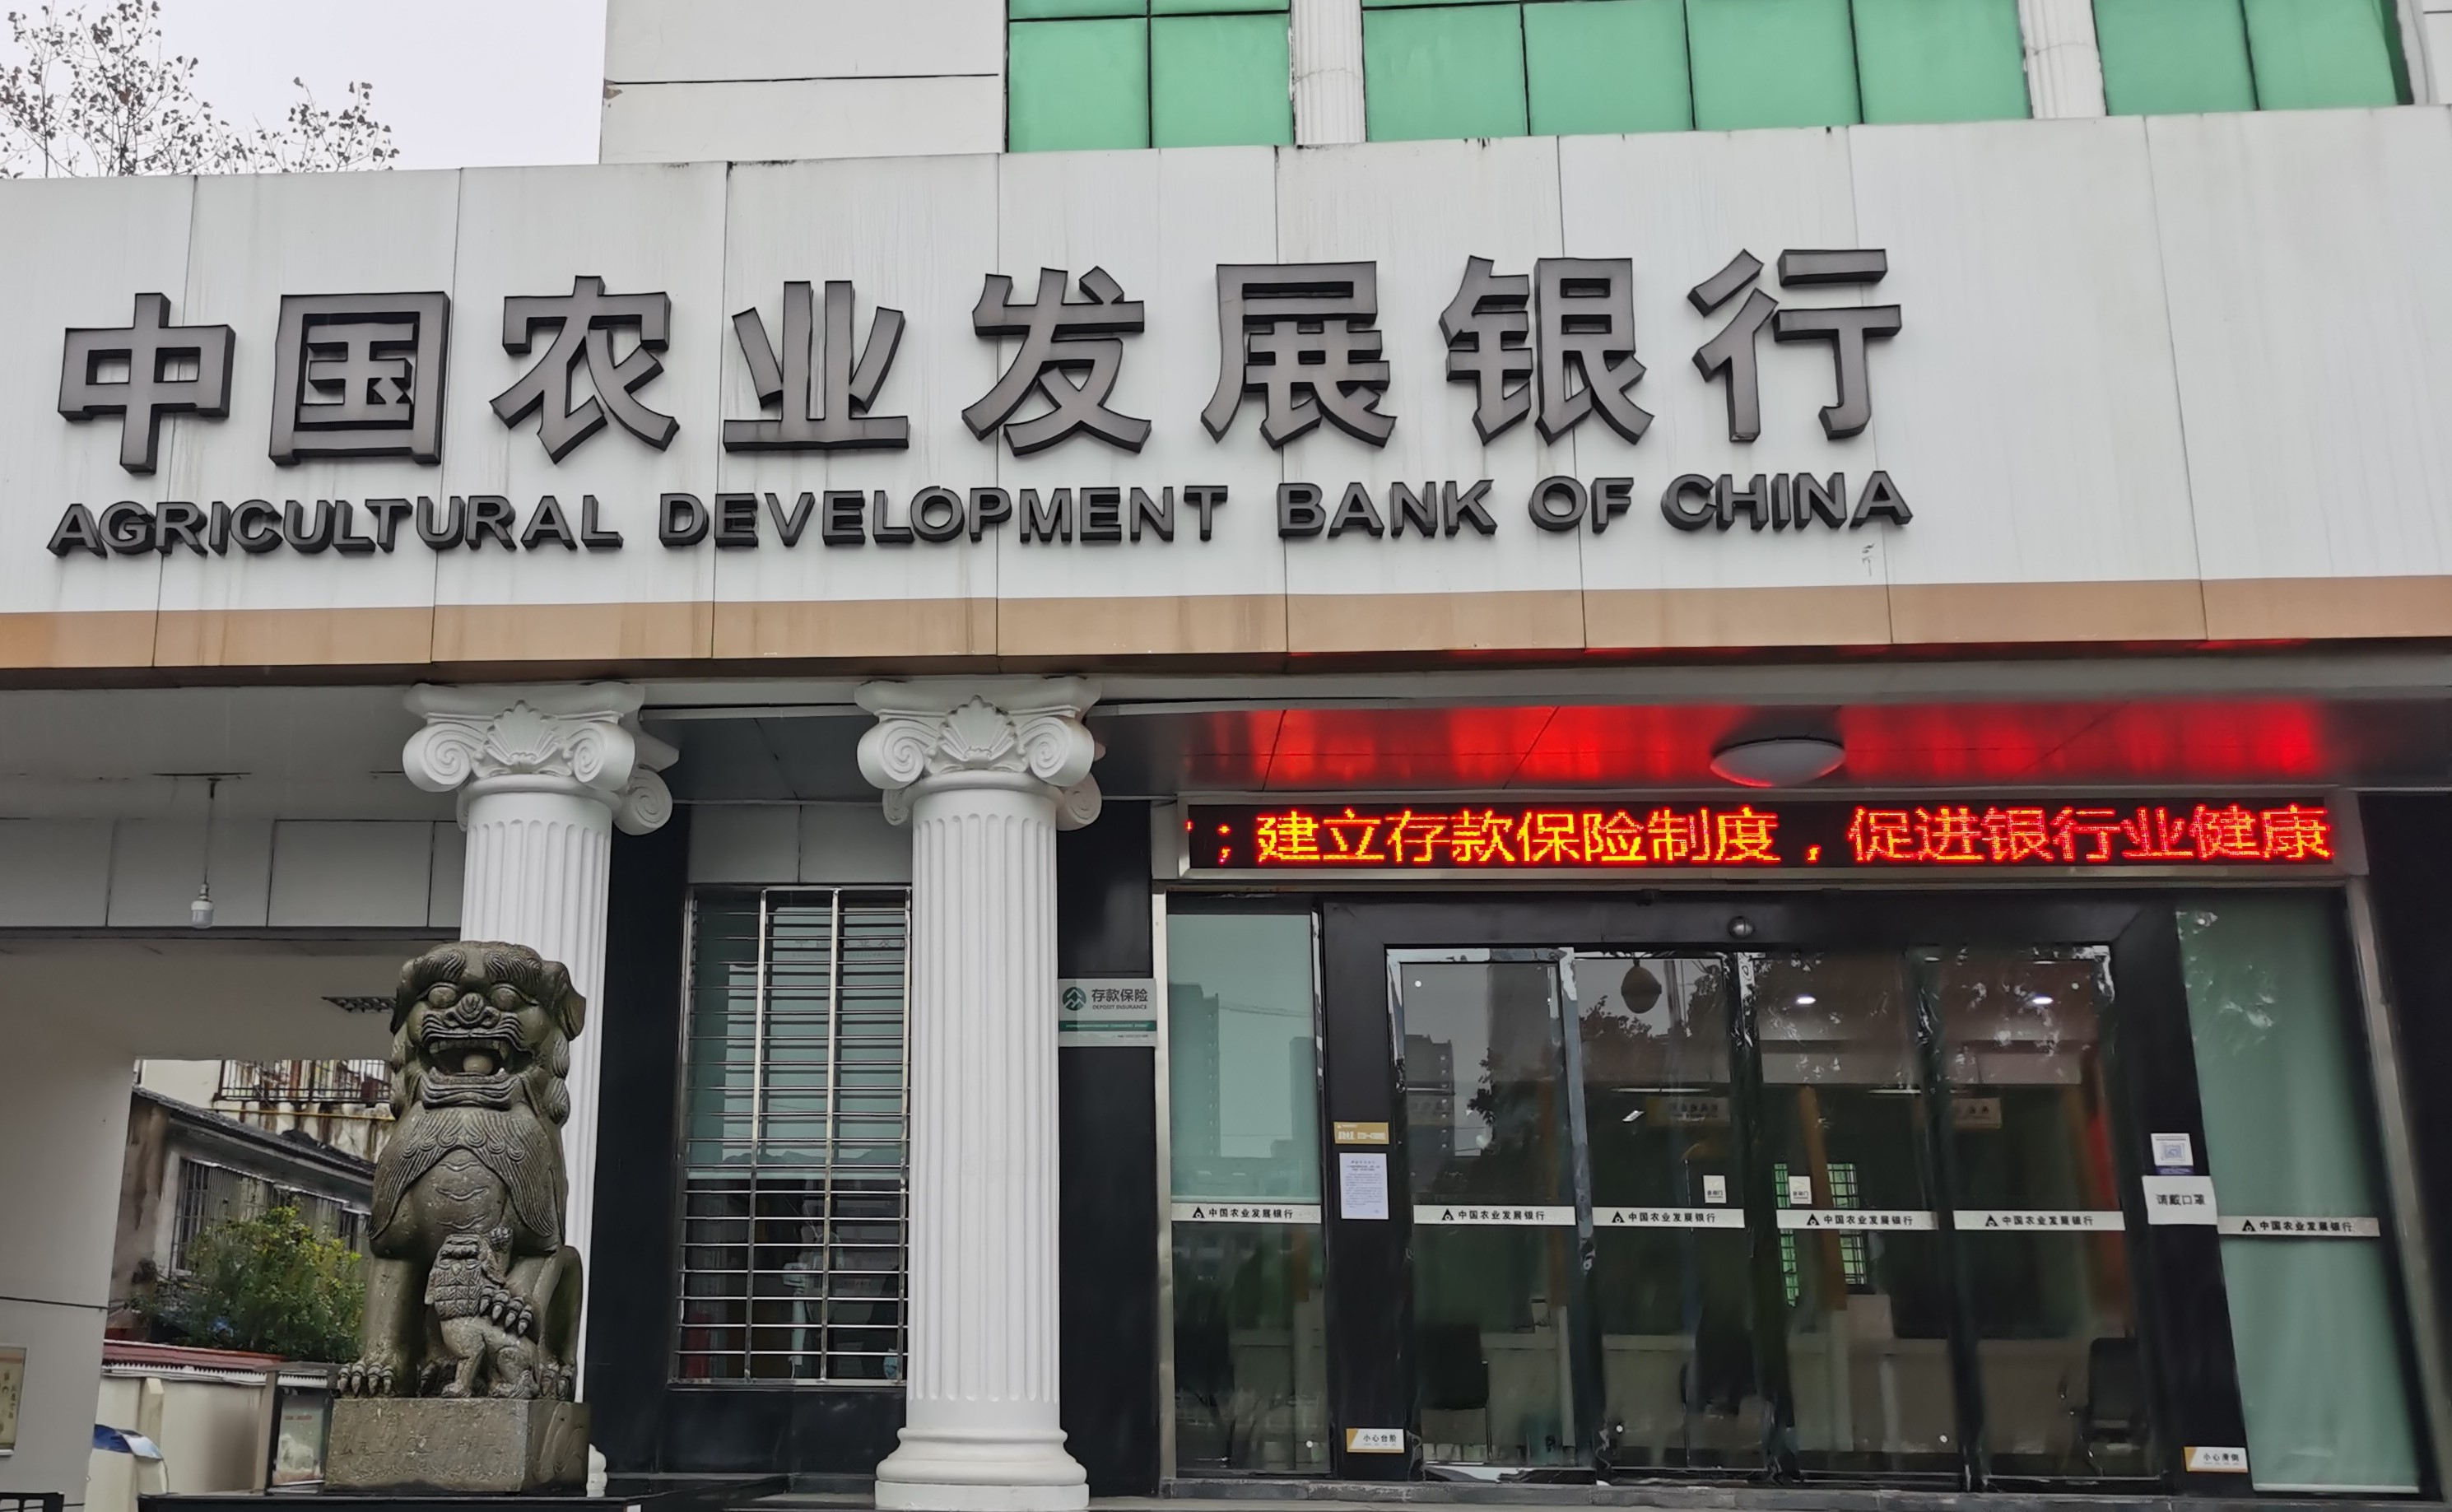 中国农业发展银行
AGRICULTURAL DEVELOPMENT BANK OF CHINA
；建立存款保险制度，促进银行业健康
存款保险
DEPOSIT INSURANCE
中国农业发展银行
中国农业发展银行
中国农业发展银行
中国农业发展银行
中国农业发展银行
请戴口罩
中国农业发展银行
小心台阶
小心滑倒